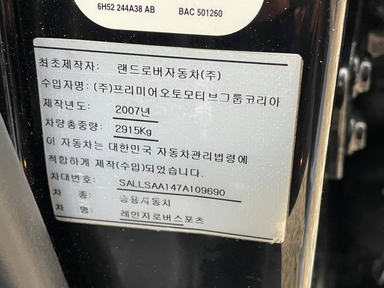 6H52 244A38 AB BAC 501260
최초제작자: 랜드로버자동차(주)
수입자명: (주)프리미어오토모티브그룹코리아
제작년도: 2007년
차량총중량: 2915Kg
이 자동차는 대한민국 자동차관리법령에
적합하게 제작(수입)되었습니다.
차대번호: SALLSAA147A109690
차 종: 승용자동차
차 명: 레인지로버스포츠